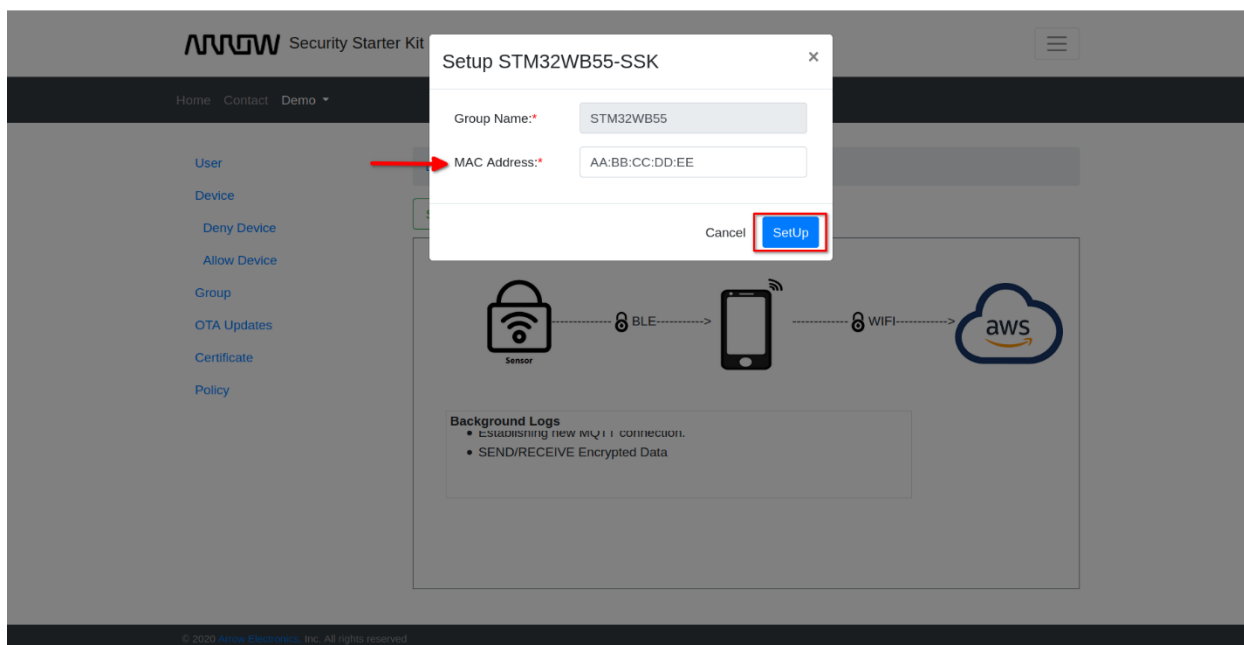 ARROW Security Starter Kit
Setup STM32WB55-SSK ×
Home Contact Demo
Group Name:* STM32WB55
MAC Address:* AA:BB:CC:DD:EE
Cancel SetUp
User
Device
Deny Device
Allow Device
Group
OTA Updates
Certificate
Policy
BLE
WIFI
aws
Sensor
Background Logs
Establishing new MQTT connection.
SEND/RECEIVE Encrypted Data
© 2020 Arrow Electronics, Inc. All rights reserved